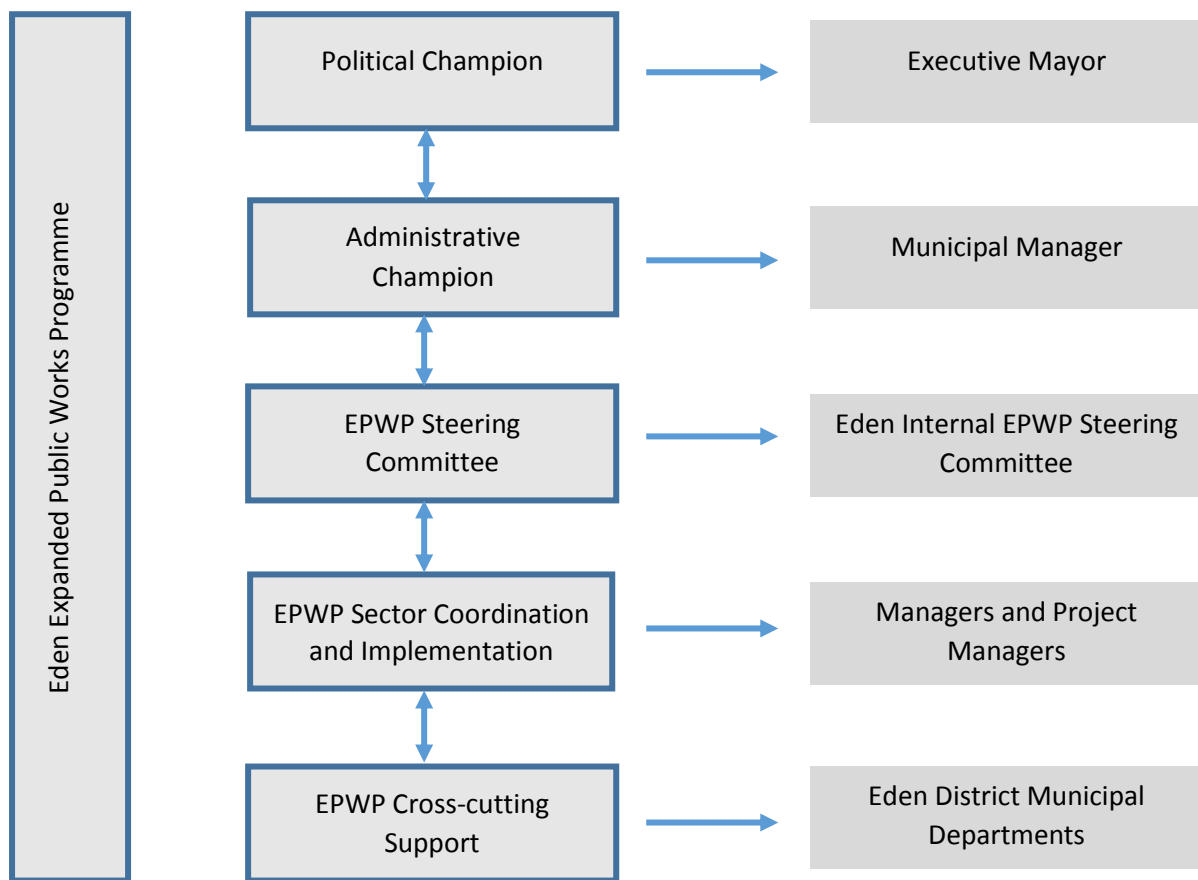 Eden Expanded Public Works Programme
Political Champion
Executive Mayor
Administrative
Champion
Municipal Manager
EPWP Steering
Committee
Eden Internal EPWP Steering
Committee
EPWP Sector Coordination
and Implementation
Managers and Project
Managers
EPWP Cross-cutting
Support
Eden District Municipal
Departments